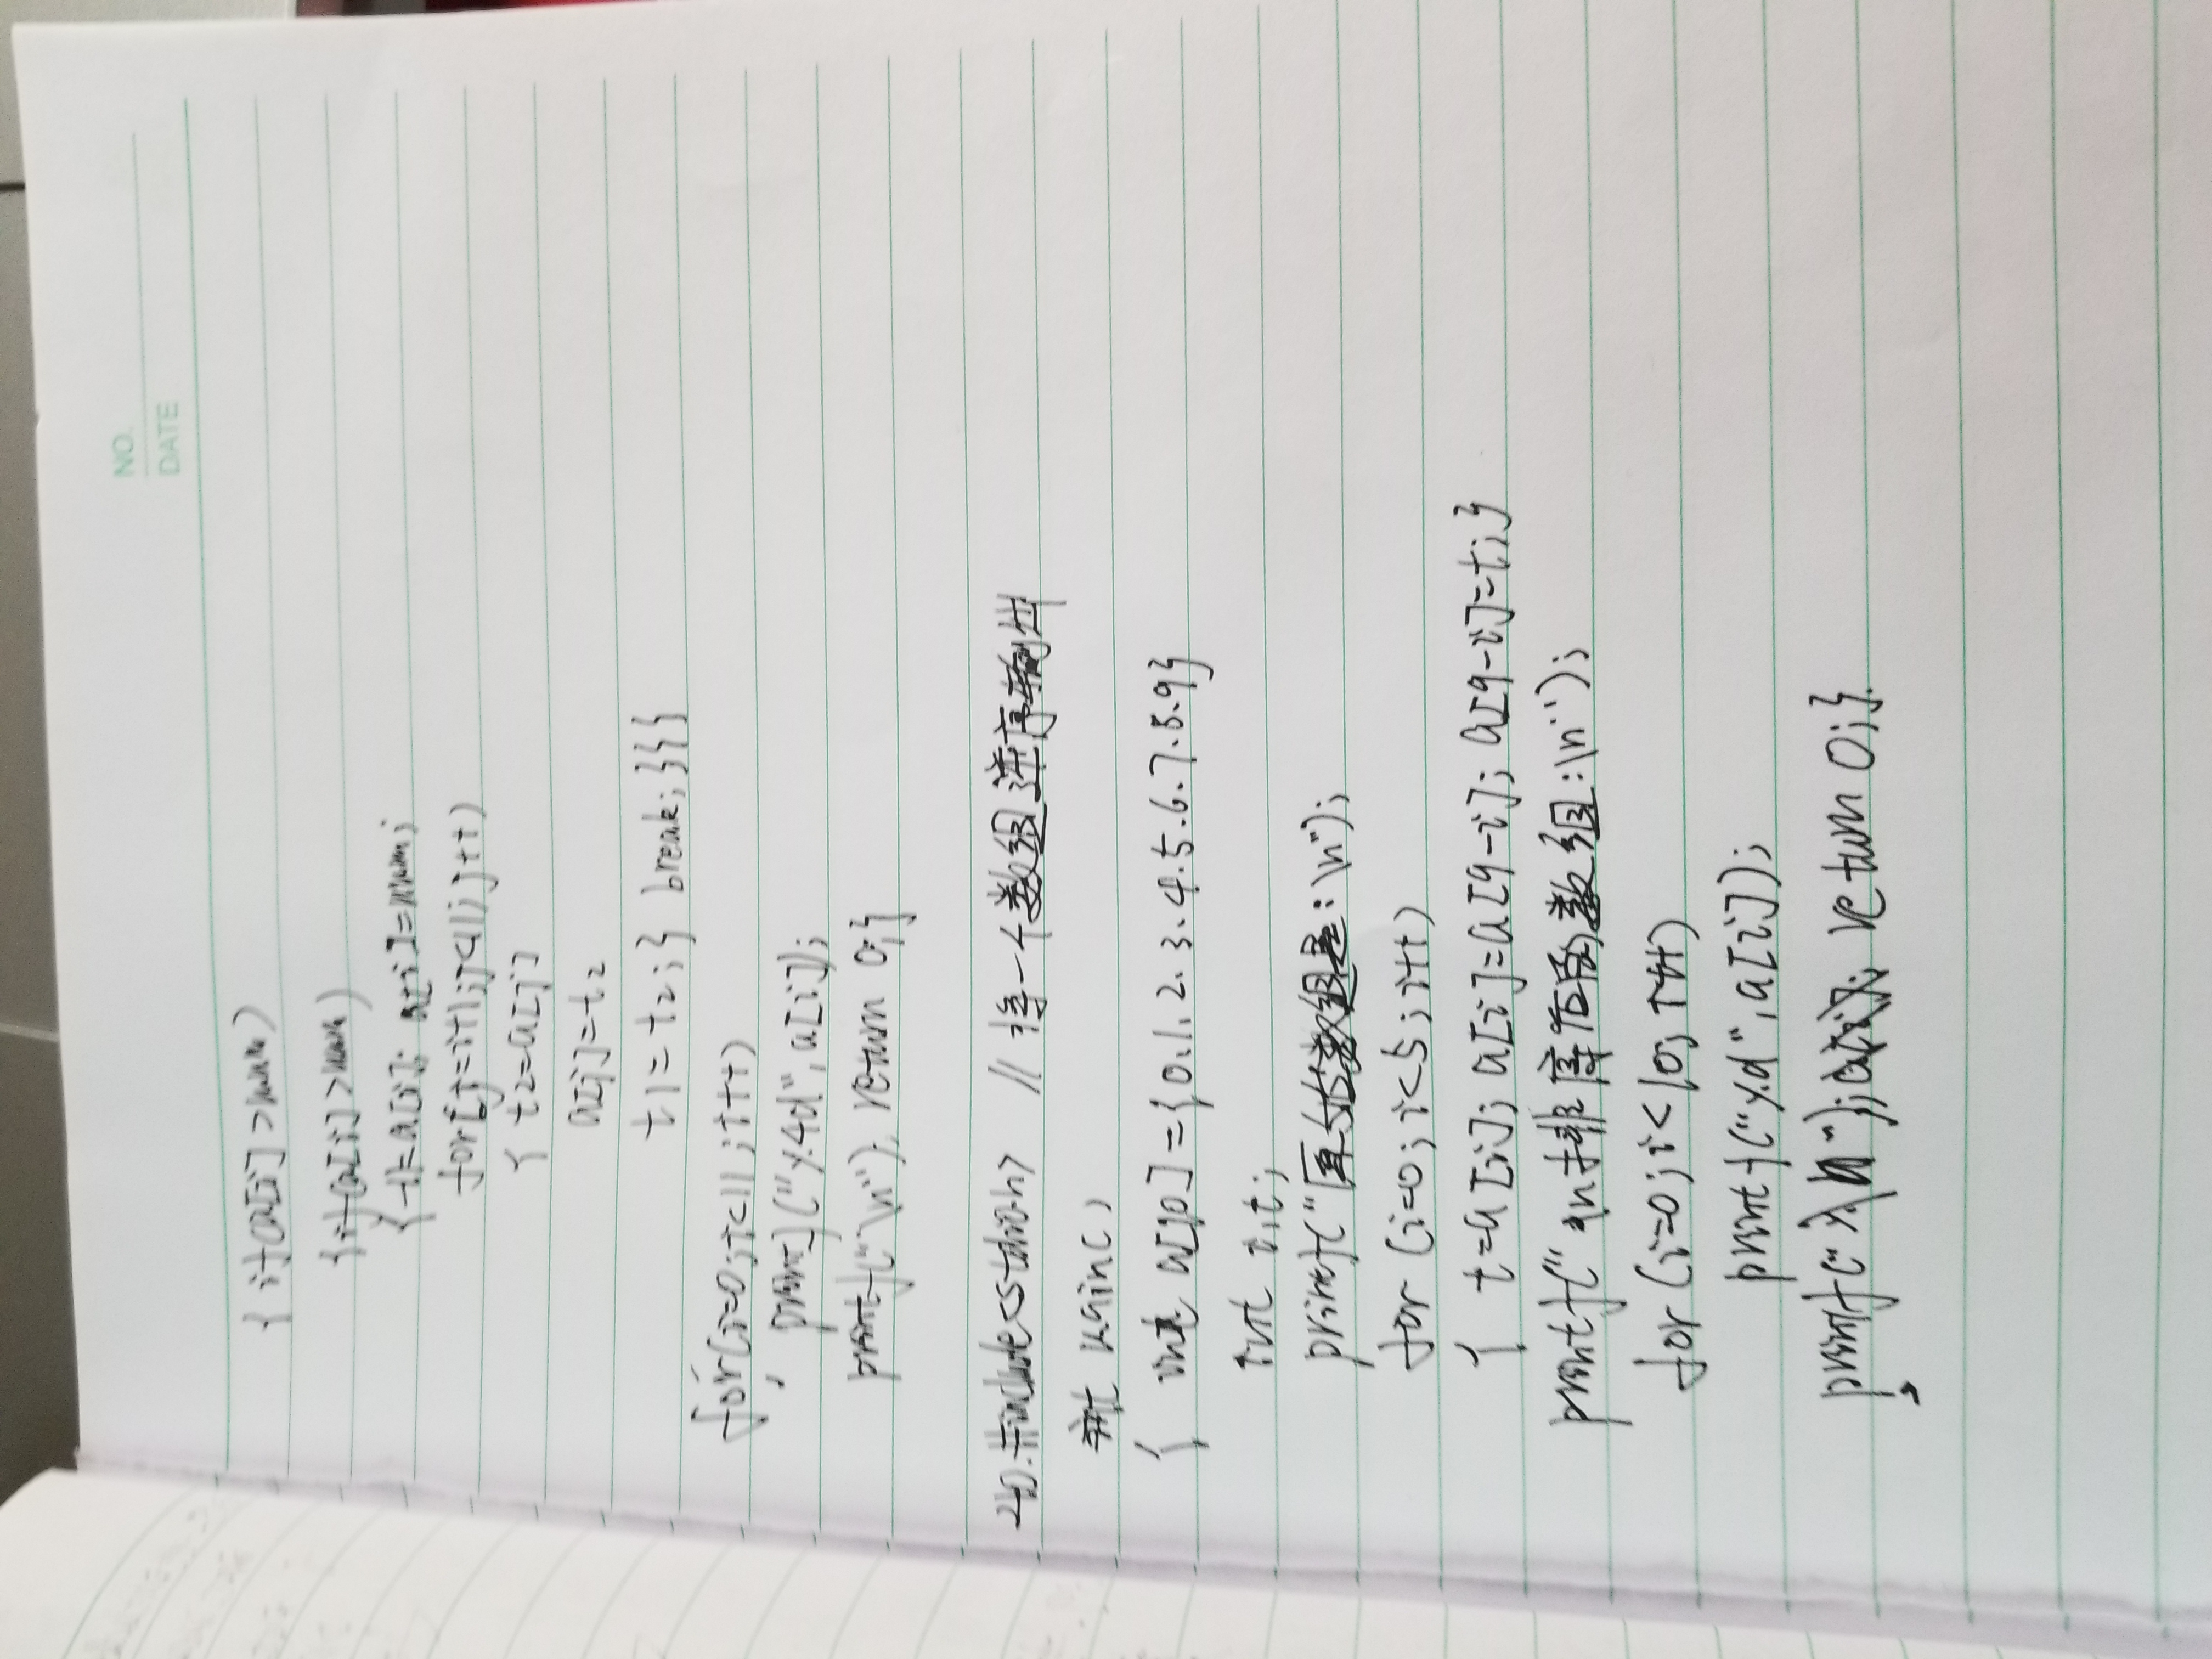 NO.
DATE
{ if(a[i]>num)
{ if(a[i]>num)
{ t1=a[i]; a[i]=num;
for(j=i+1;j<11;j++)
{ t2=a[j]
a[j]=t2
t1=t2;} break;}}}
for(i=0;i<11;i++)
printf("%4d",a[i]);
printf("\n"); return 0;}
40.#include<stdio.h> //将一个数组逆序输出
int main()
{ int a[10]={0.1.2.3.4.5.6.7.8.9}
int i,t;
printf("原始数组是:\n");
for (i=0;i<5;i++)
{ t=a[i]; a[i]=a[9-i]; a[9-i]=t;}
printf("排序后数组:\n");
for (i=0;i<10;i++)
printf("%d",a[i]);
printf("\n"); return 0;}